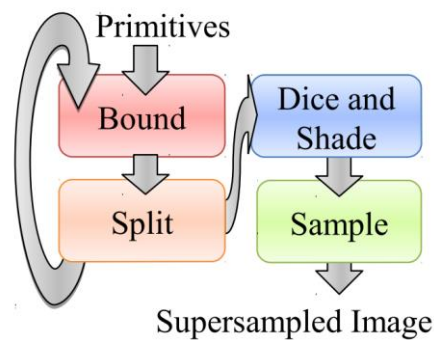 Primitives
Bound
Split
Dice and
Shade
Sample
Supersampled Image